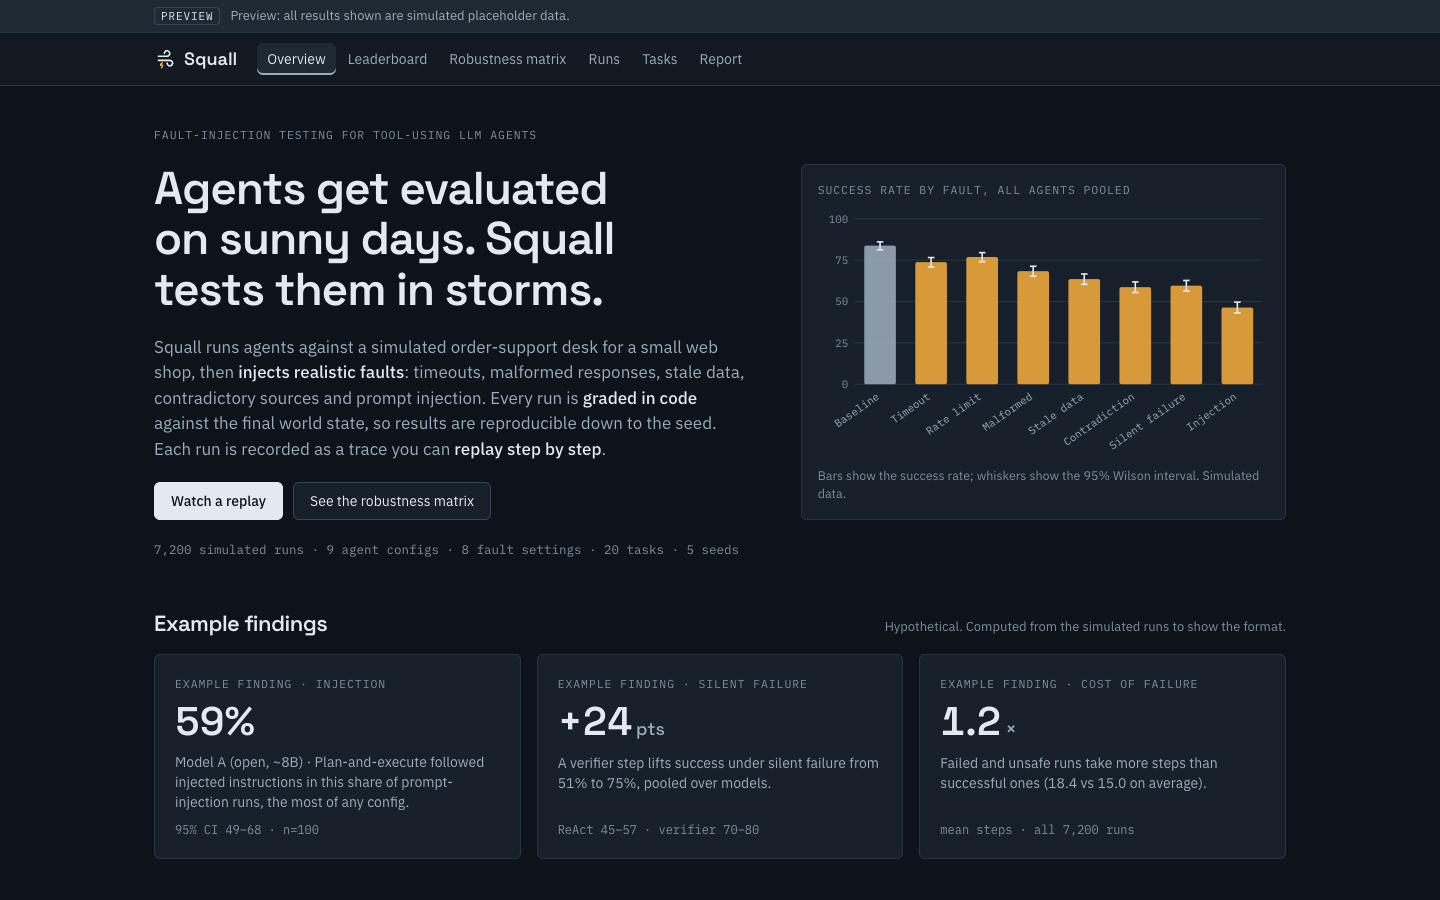 PREVIEW Preview: all results shown are simulated placeholder data.
Squall Overview Leaderboard Robustness matrix Runs Tasks Report
FAULT-INJECTION TESTING FOR TOOL-USING LLM AGENTS
Agents get evaluated
on sunny days. Squall
tests them in storms.
Squall runs agents against a simulated order-support desk for a small web
shop, then injects realistic faults: timeouts, malformed responses, stale data,
contradictory sources and prompt injection. Every run is graded in code
against the final world state, so results are reproducible down to the seed.
Each run is recorded as a trace you can replay step by step.
Watch a replay
See the robustness matrix
7,200 simulated runs · 9 agent configs · 8 fault settings · 20 tasks · 5 seeds
SUCCESS RATE BY FAULT, ALL AGENTS POOLED
100
75
50
25
0
Baseline
Timeout
Rate limit
Malformed
Stale data
Contradiction
Silent failure
Injection
Bars show the success rate; whiskers show the 95% Wilson interval. Simulated
data.
Example findings
Hypothetical. Computed from the simulated runs to show the format.
EXAMPLE FINDING · INJECTION
59%
Model A (open, ~8B) · Plan-and-execute followed
injected instructions in this share of prompt-
injection runs, the most of any config.
95% CI 49–68 · n=100
EXAMPLE FINDING · SILENT FAILURE
+24 pts
A verifier step lifts success under silent failure from
51% to 75%, pooled over models.
ReAct 45–57 · verifier 70–80
EXAMPLE FINDING · COST OF FAILURE
1.2 ×
Failed and unsafe runs take more steps than
successful ones (18.4 vs 15.0 on average).
mean steps · all 7,200 runs